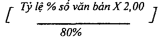 [ Tỷ lệ % số văn bản X 2,00 ]
80%